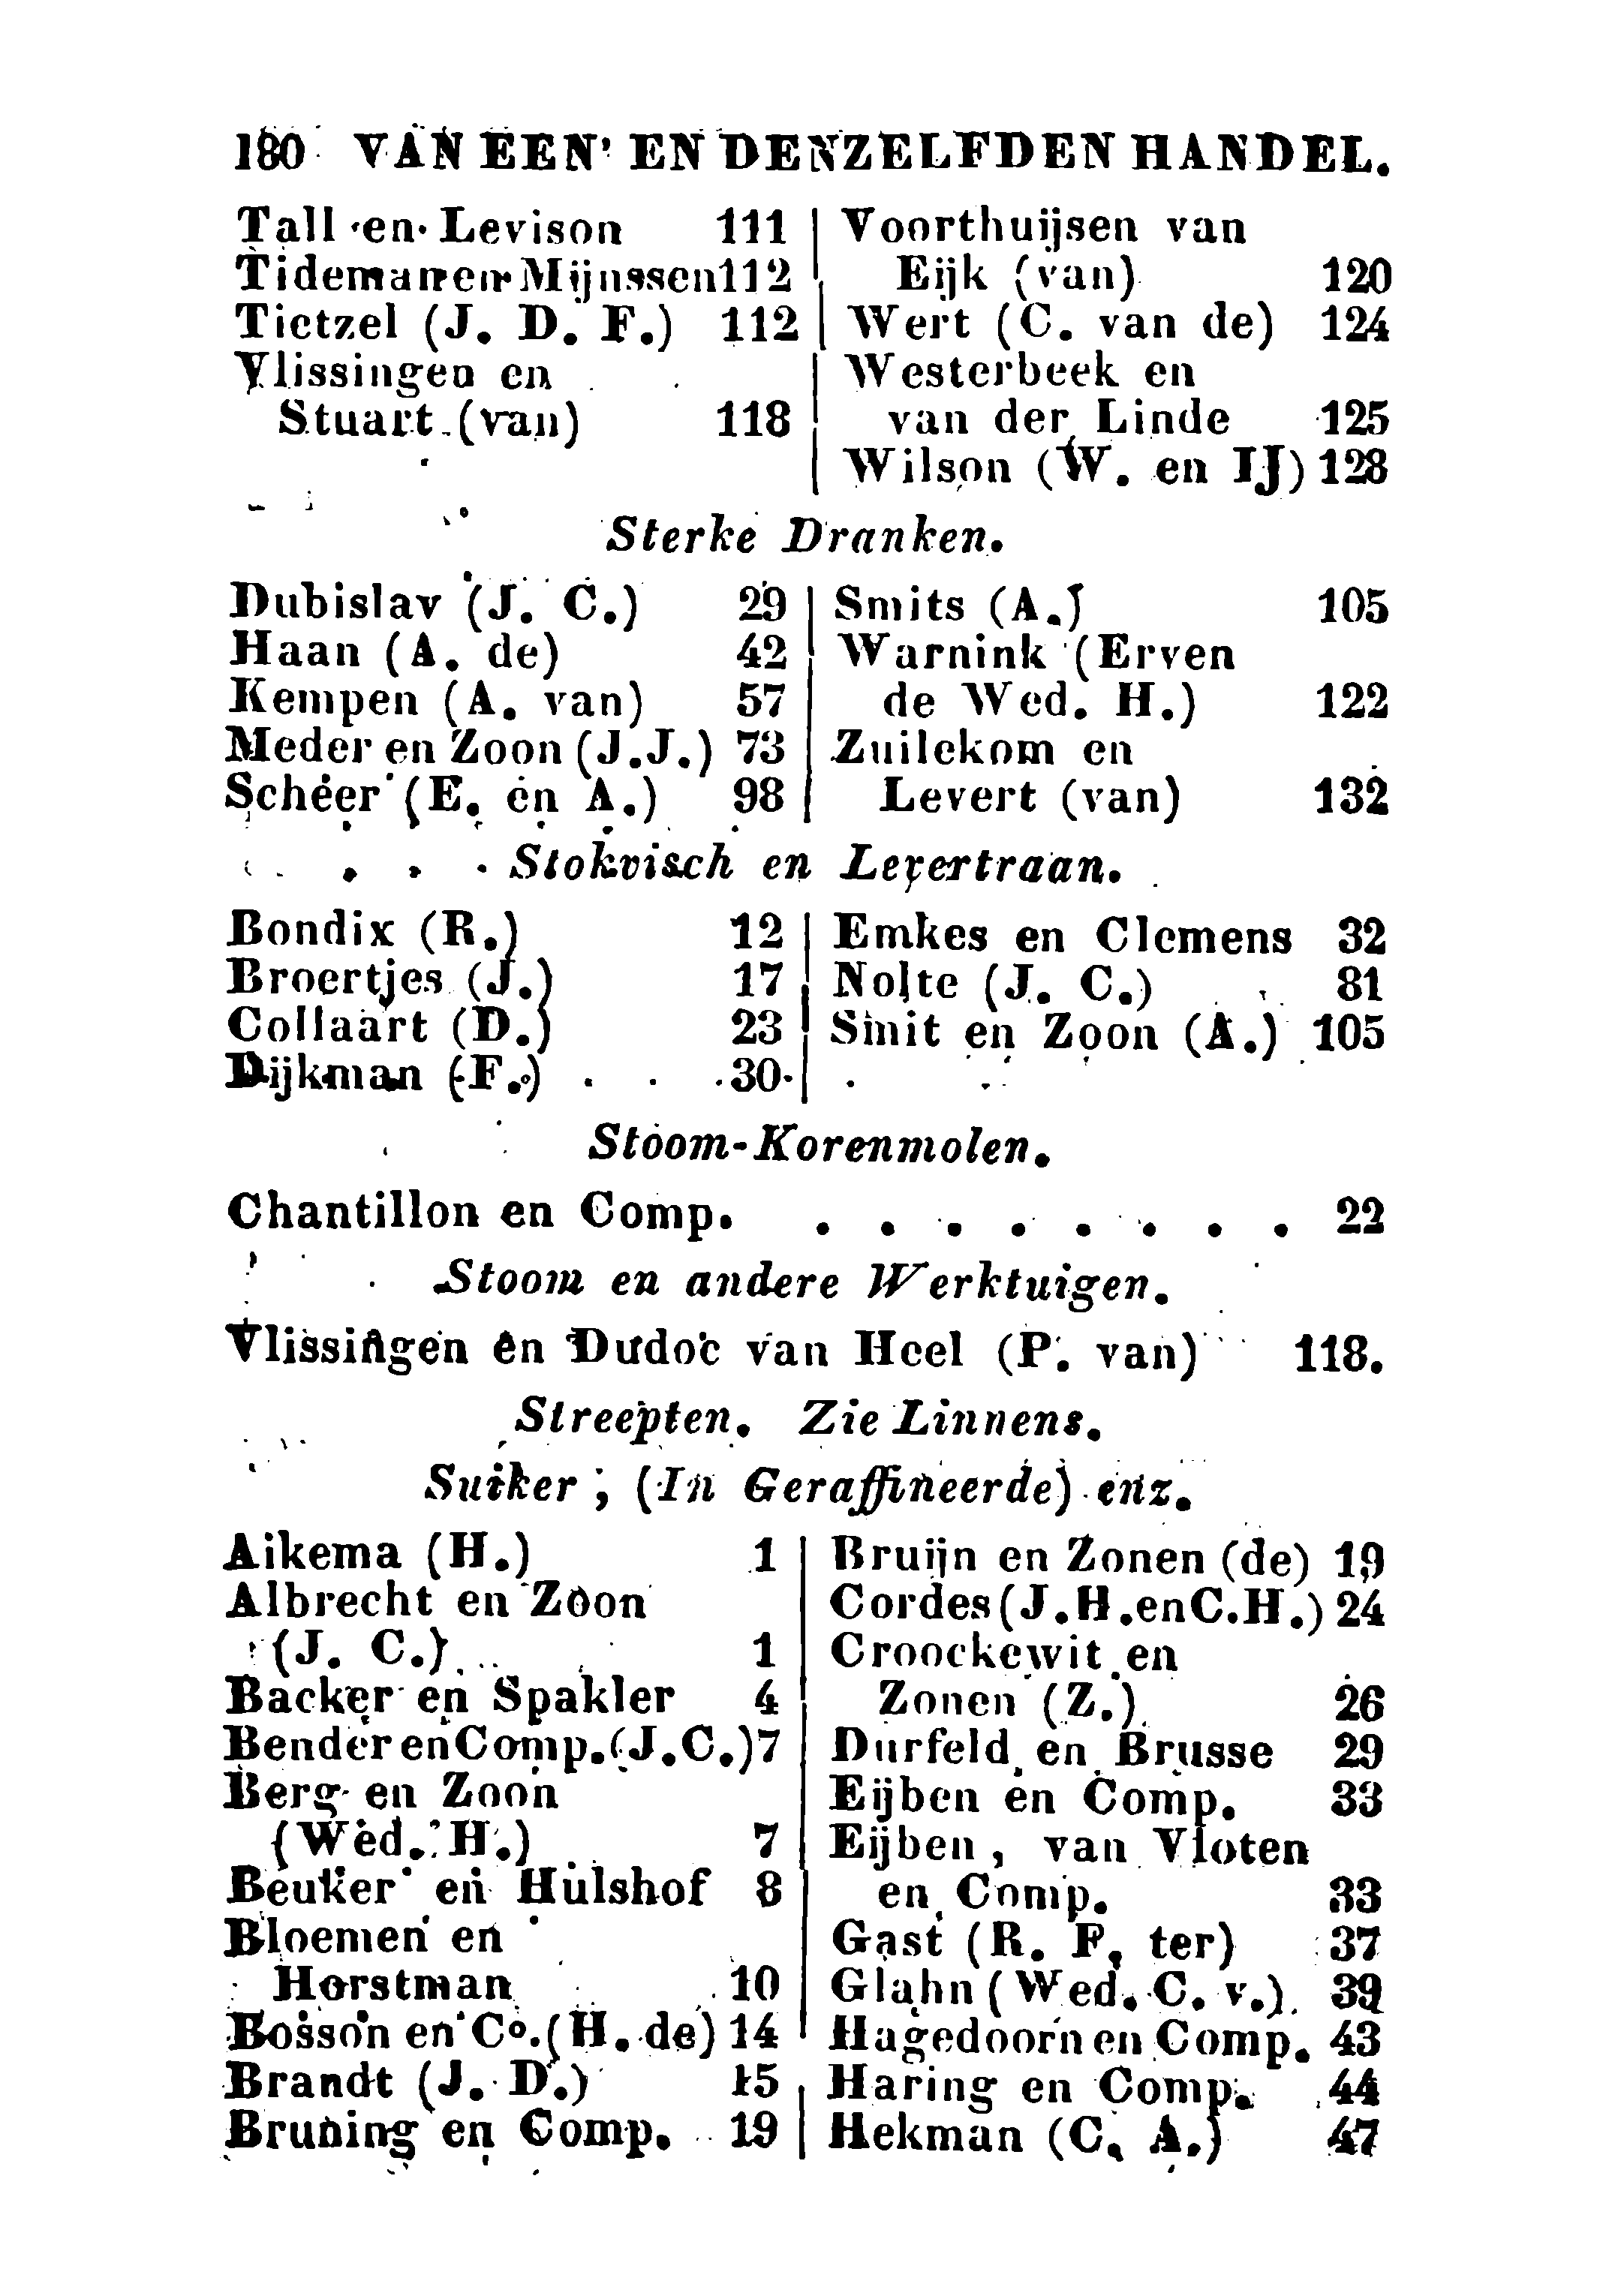 180 VAN EEN' EN DENZELFDEN HANDEL.
Tall en Levison 111
Tideman en Mijnssen 112
Tietzel (J. D. F.) 112
Vlissingen en
Stuart (van) 118
Voorthuijsen van
Eijk (van) 120
Wert (C. van de) 124
Westerbeek en
van der Linde 125
Wilson (W. en IJ) 128
Sterke Dranken.
Dubislav (J. C.) 29
Haan (A. de) 42
Kempen (A. van) 57
Meder en Zoon (J.J.) 73
Scheer (E. en A.) 98
Smits (A.) 105
Warnink (Erven
de Wed. H.) 122
Zuilekom en
Levert (van) 132
Stokvisch en Levertraan.
Bondix (R.) 12
Broertjes (J.) 17
Collaart (D.) 23
Dijkman (F.) . . . 30
Emkes en Clemens 32
Nolte (J. C.) 81
Smit en Zoon (A.) 105
Stoom-Korenmolen.
Chantillon en Comp. . . . . . . . . 22
Stoom en andere Werktuigen.
Vlissingen en Dudoc van Heel (P. van) 118.
Streepten. Zie Linnens.
Suiker, (In Geraffineerde) enz.
Aikema (H.) 1
Albrecht en Zoon
(J. C.) 1
Backer en Spakler 4
Bender en Comp. (J.C.) 7
Berg en Zoon
(Wed. H.) 7
Beuker en Hulshof 8
Bloemen en
Horstman 10
Bosson en Co. (H. de) 14
Brandt (J. D.) 15
Bruning en Comp. 19
Bruijn en Zonen (de) 19
Cordes (J.H. en C.H.) 24
Croockewit en
Zonen (Z.) 26
Durfeld en Brusse 29
Eijben en Comp. 33
Eijben, van Vloten
en Comp. 33
Gast (R. F. ter) 37
Glahn (Wed. C. v.) 39
Hagedoorn en Comp. 43
Haring en Comp. 44
Hekman (C. A.) 47